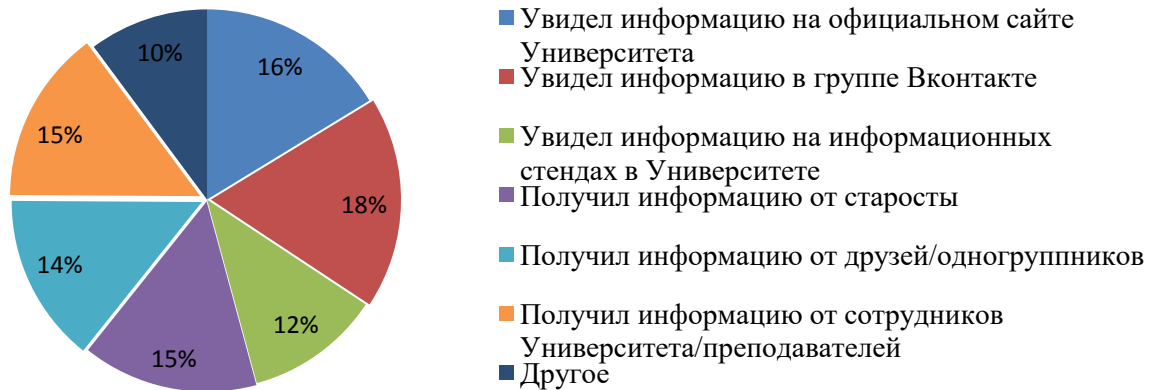 10%
16%
15%
18%
14%
12%
15%
Увидел информацию на официальном сайте
Университета
Увидел информацию в группе Вконтакте
Увидел информацию на информационных
стендах в Университете
Получил информацию от старосты
Получил информацию от друзей/одногруппников
Получил информацию от сотрудников
Университета/преподавателей
Другое